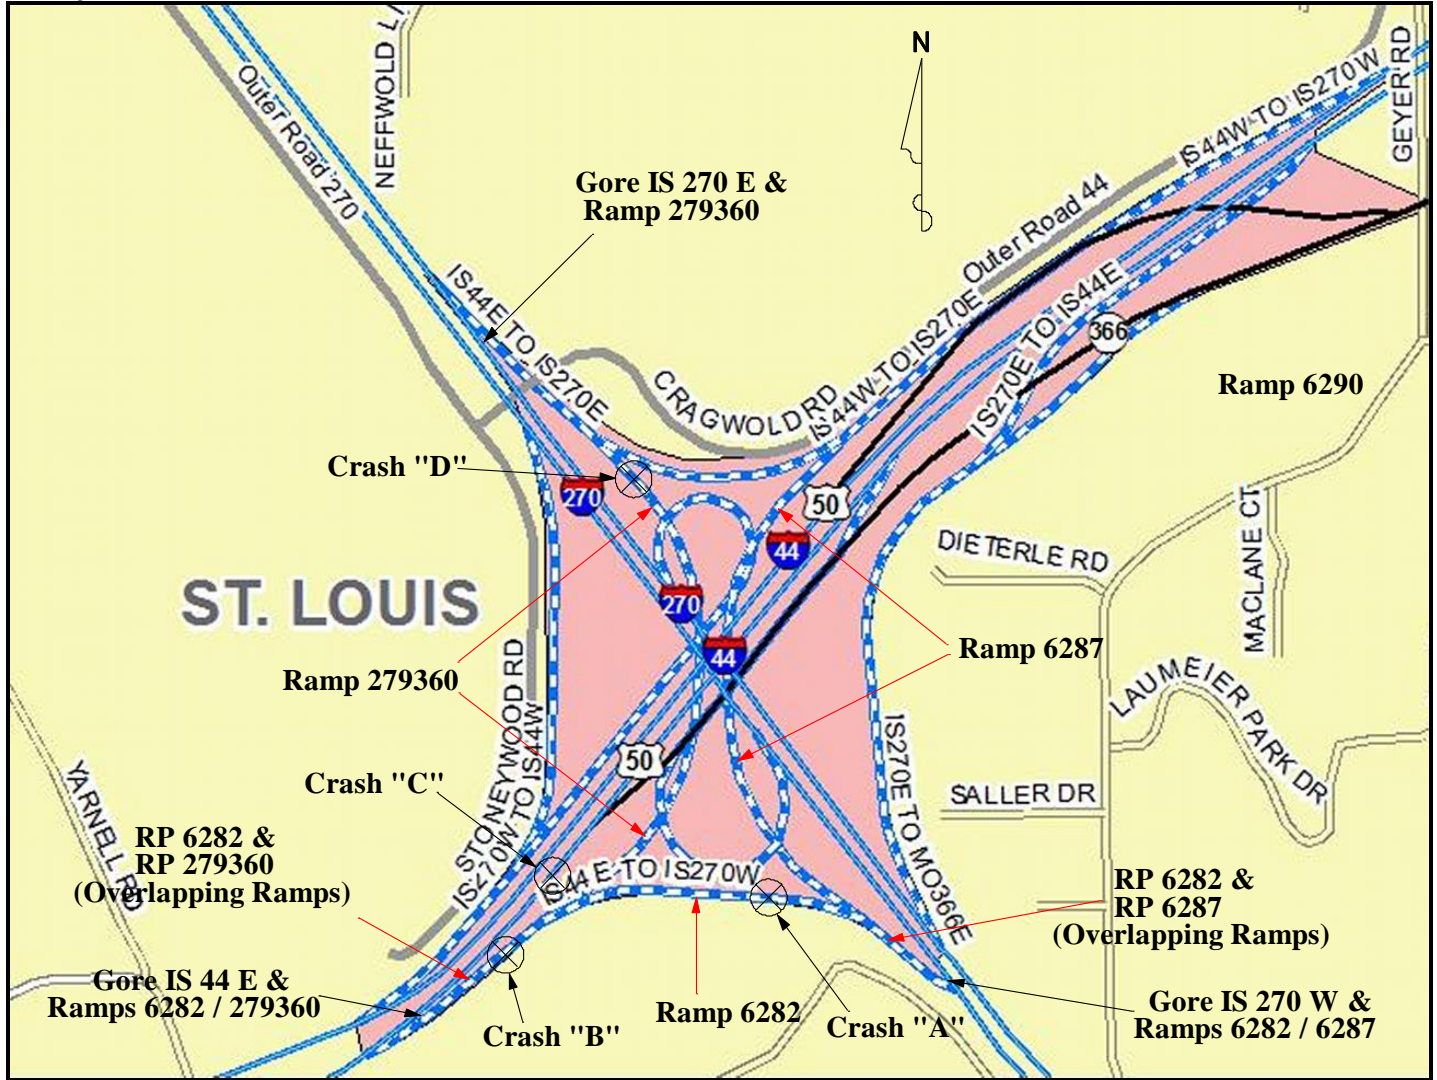 NEFFWOLD
Outer Road 270
N
GEYER RD
IS44W TO IS270W
Gore IS 270 E &
Ramp 279360
Outer Road 44
IS44E TO IS270E
CRAGWOLD RD
IS44W TO IS270E
IS270E TO IS44E
366
Ramp 6290
Crash "D"
270
50
44
DIETERLE RD
MACLANE CT
ST. LOUIS
270
44
Ramp 6287
Ramp 279360
LAUMEIER PARK DR
STONEYWOOD RD
IS270W TO IS44W
50
IS270E TO MO366E
Crash "C"
SALLER DR
YARNELL RD
RP 6282 &
RP 279360
(Overlapping Ramps)
IS44 E TO IS270W
RP 6282 &
RP 6287
(Overlapping Ramps)
Gore IS 44 E &
Ramps 6282 / 279360
Crash "B"
Ramp 6282
Crash "A"
Gore IS 270 W &
Ramps 6282 / 6287